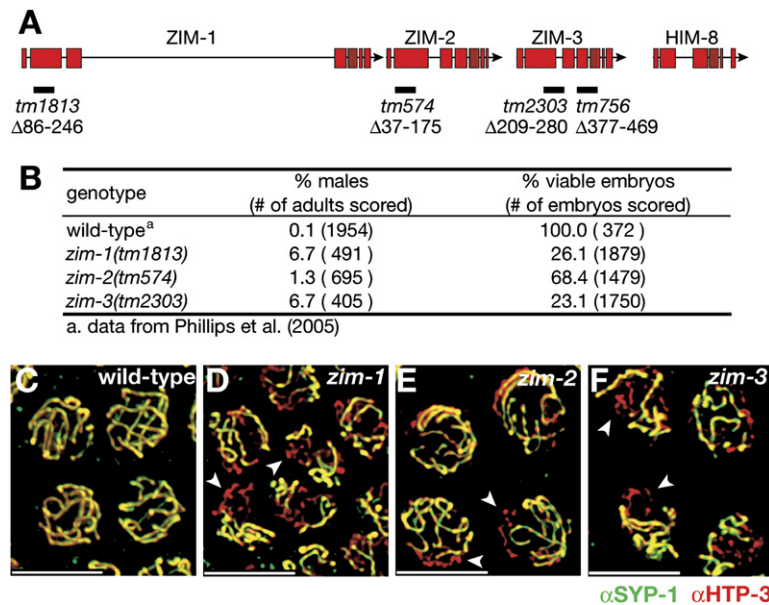 A
ZIM-1 ZIM-2 ZIM-3 HIM-8
tm1813 tm574 tm2303 tm756
Δ86-246 Δ37-175 Δ209-280 Δ377-469
B
genotype % males (# of adults scored) % viable embryos (# of embryos scored)
wild-typeᵃ 0.1 (1954) 100.0 ( 372 )
zim-1(tm1813) 6.7 ( 491 ) 26.1 (1879)
zim-2(tm574) 1.3 ( 695 ) 68.4 (1479)
zim-3(tm2303) 6.7 ( 405 ) 23.1 (1750)
a. data from Phillips et al. (2005)
C wild-type D zim-1 E zim-2 F zim-3
αSYP-1 αHTP-3